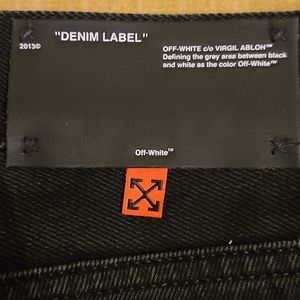 "DENIM LABEL"
2013©
OFF-WHITE c/o VIRGIL ABLOH™
Defining the grey area between black
and white as the color Off-White™
Off-White™